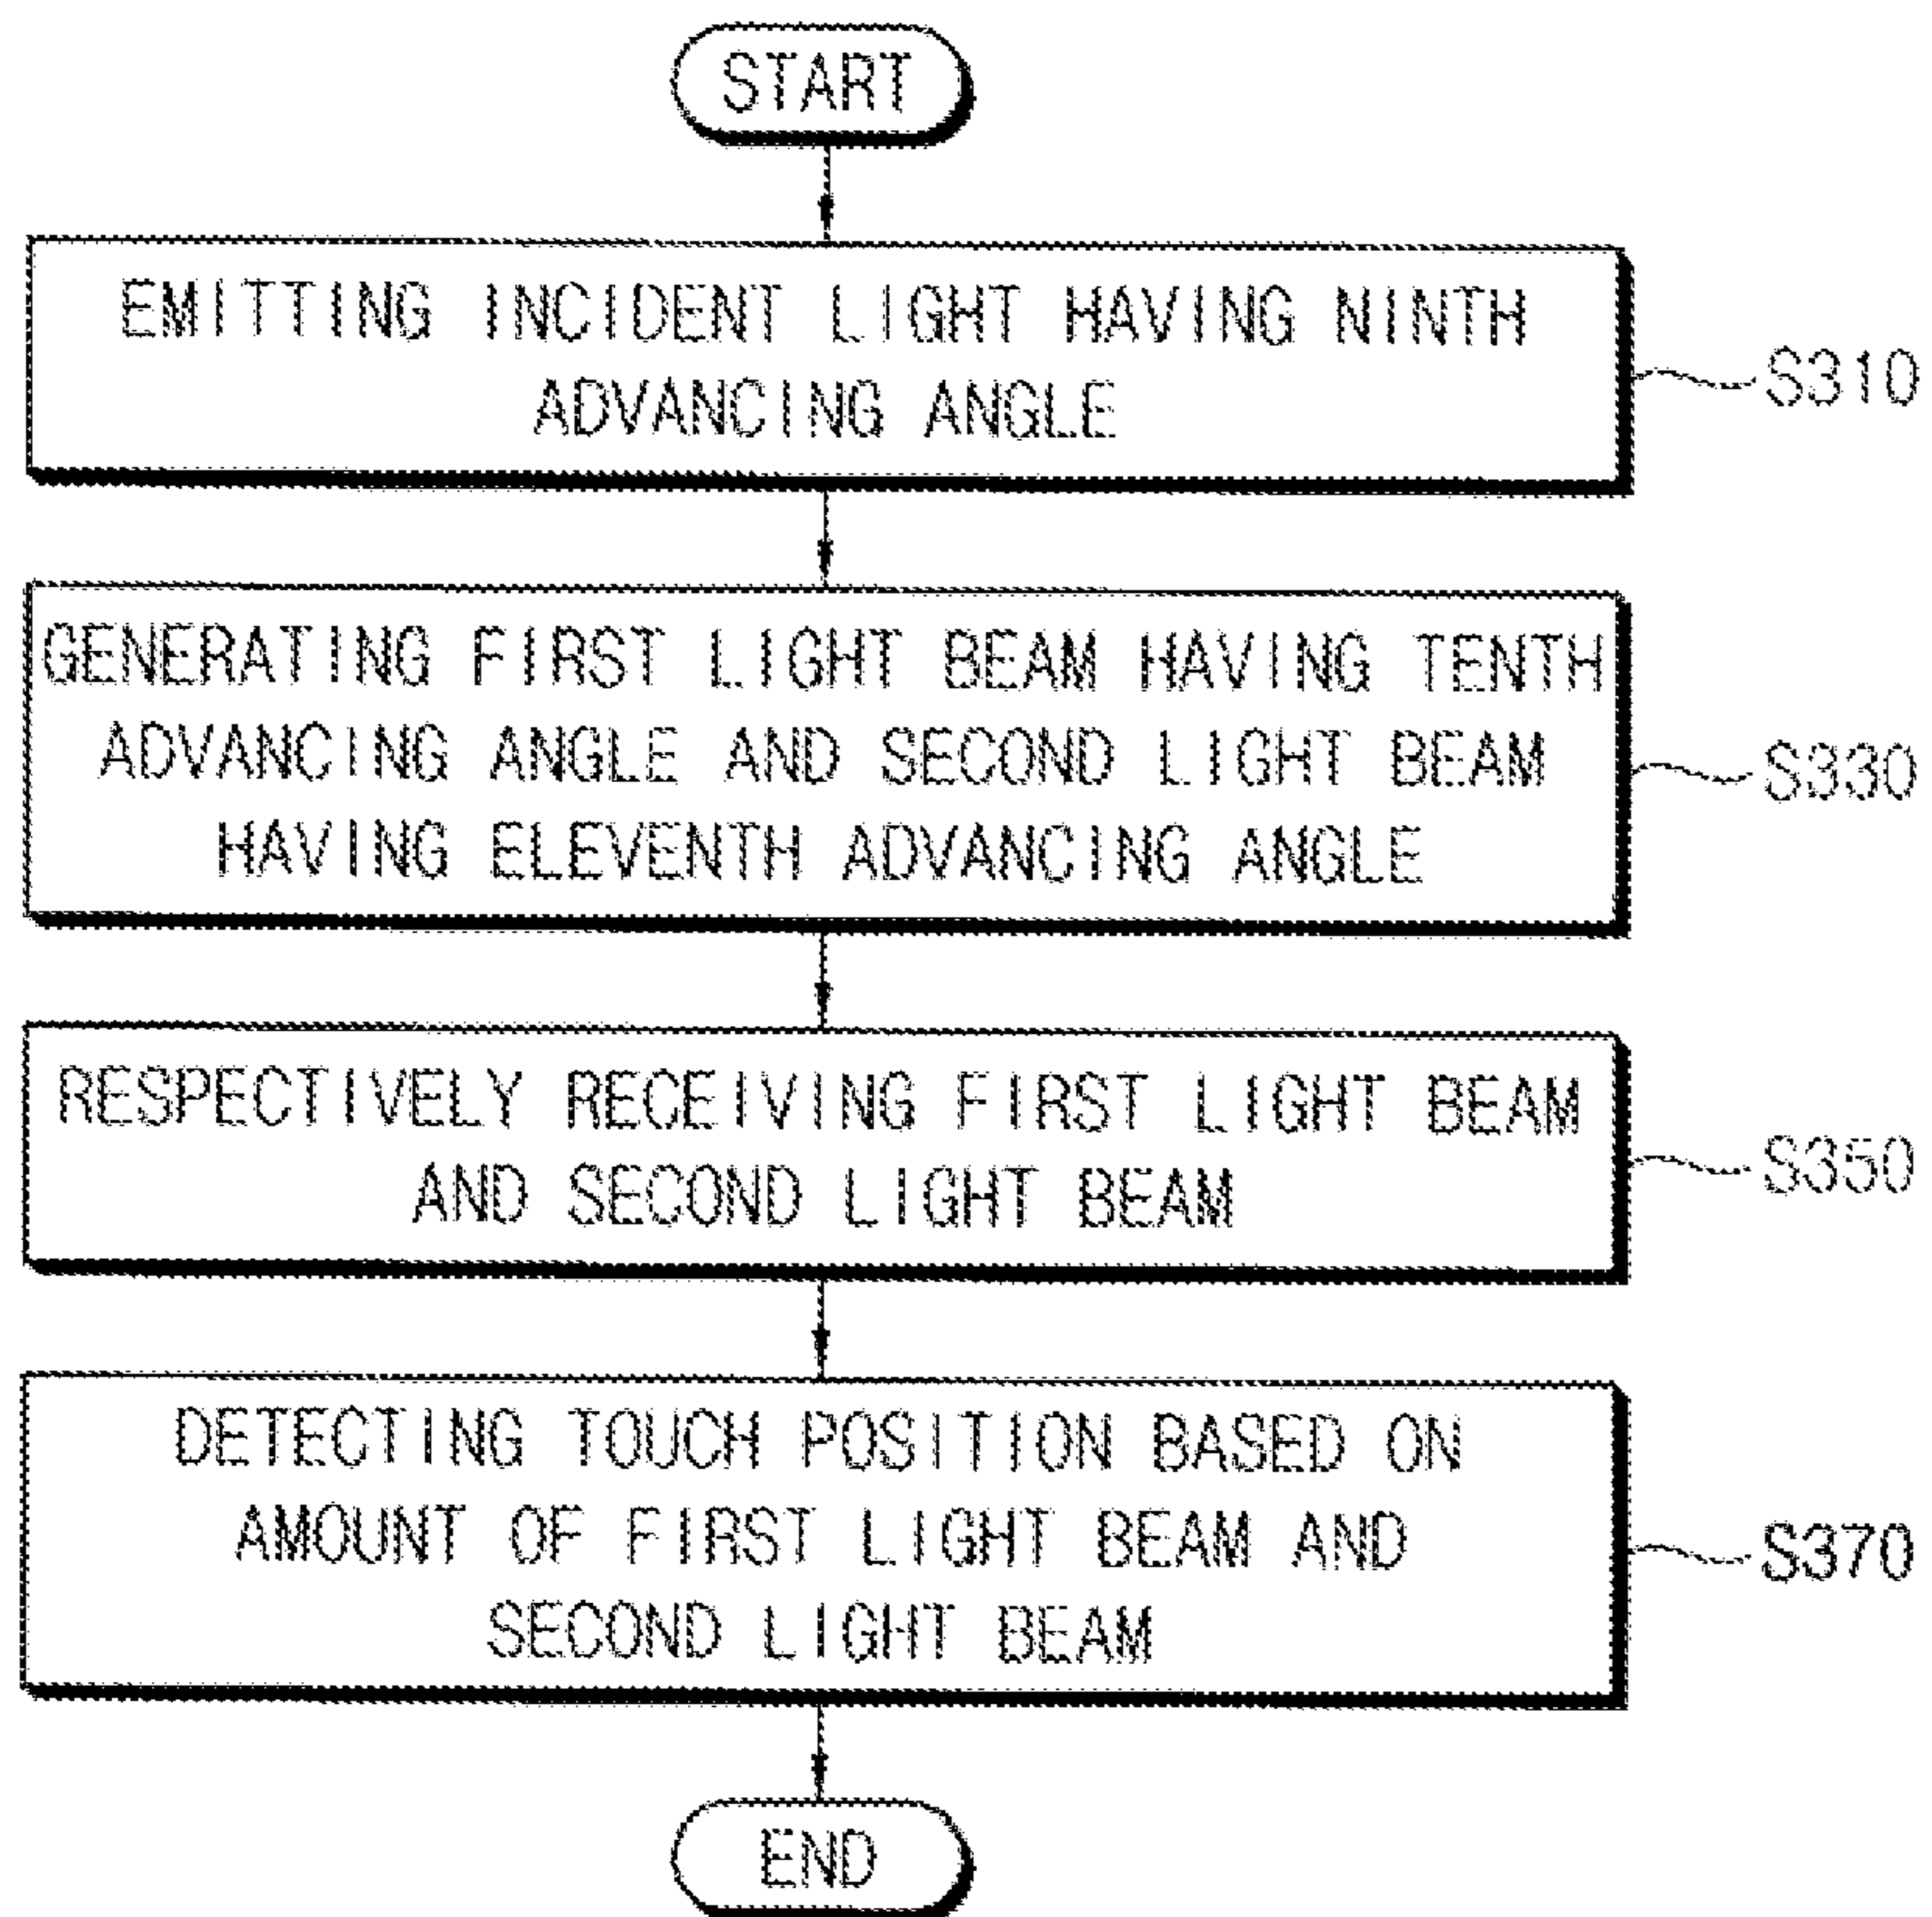 START
EMITTING INCIDENT LIGHT HAVING NINTH
ADVANCING ANGLE
S310
GENERATING FIRST LIGHT BEAM HAVING TENTH
ADVANCING ANGLE AND SECOND LIGHT BEAM
HAVING ELEVENTH ADVANCING ANGLE
S330
RESPECTIVELY RECEIVING FIRST LIGHT BEAM
AND SECOND LIGHT BEAM
S350
DETECTING TOUCH POSITION BASED ON
AMOUNT OF FIRST LIGHT BEAM AND
SECOND LIGHT BEAM
S370
END